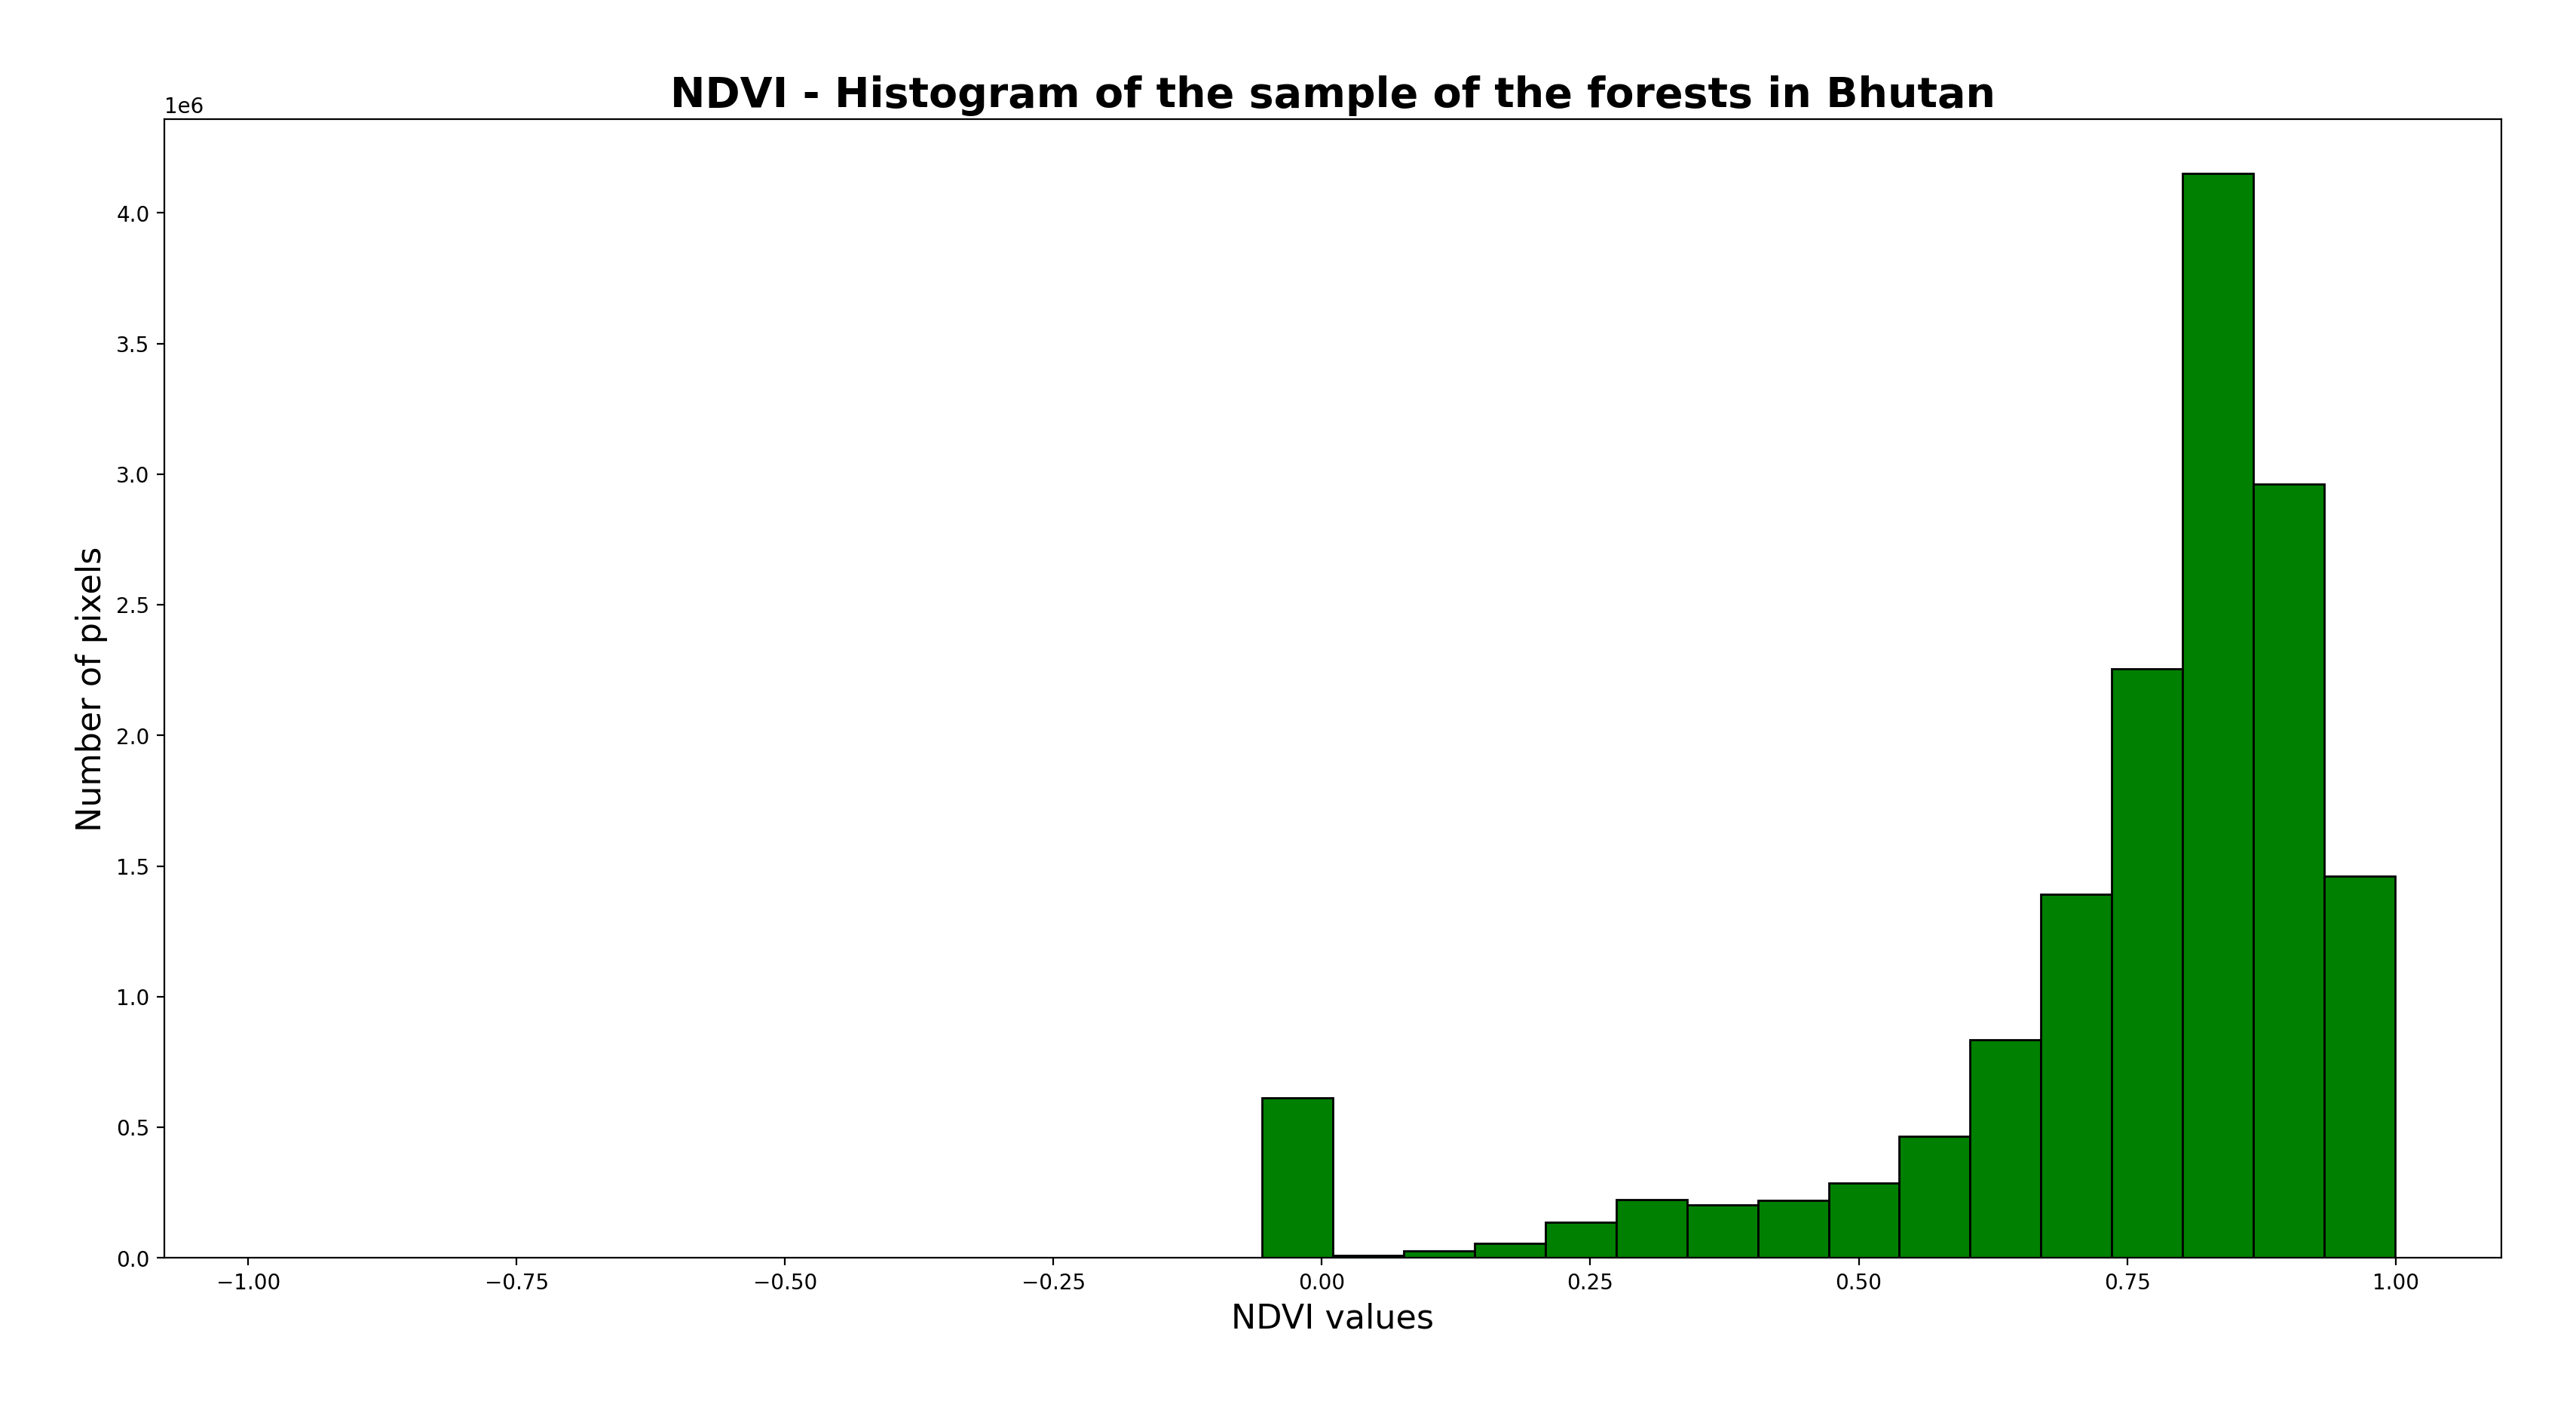 NDVI - Histogram of the sample of the forests in Bhutan
1e6
4.0
3.5
3.0
2.5
2.0
1.5
1.0
0.5
0.0
Number of pixels
−1.00 −0.75 −0.50 −0.25 0.00 0.25 0.50 0.75 1.00
NDVI values